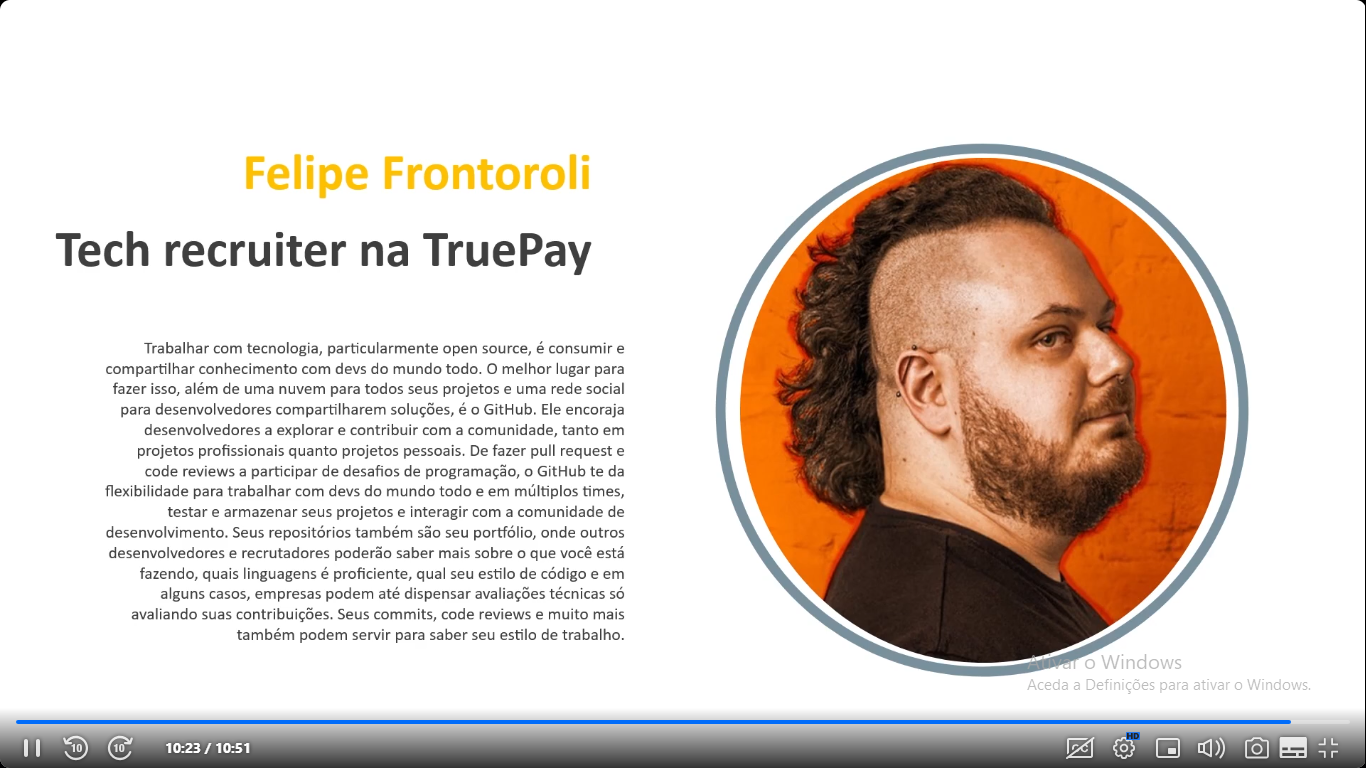 Felipe Frontoroli
Tech recruiter na TruePay
Trabalhar com tecnologia, particularmente open source, é consumir e
compartilhar conhecimento com devs do mundo todo. O melhor lugar para
fazer isso, além de uma nuvem para todos seus projetos e uma rede social
para desenvolvedores compartilharem soluções, é o GitHub. Ele encoraja
desenvolvedores a explorar e contribuir com a comunidade, tanto em
projetos profissionais quanto projetos pessoais. De fazer pull request e
code reviews a participar de desafios de programação, o GitHub te da
flexibilidade para trabalhar com devs do mundo todo e em múltiplos times,
testar e armazenar seus projetos e interagir com a comunidade de
desenvolvimento. Seus repositórios também são seu portfólio, onde outros
desenvolvedores e recrutadores poderão saber mais sobre o que você está
fazendo, quais linguagens é proficiente, qual seu estilo de código e em
alguns casos, empresas podem até dispensar avaliações técnicas só
avaliando suas contribuições. Seus commits, code reviews e muito mais
também podem servir para saber seu estilo de trabalho.
Ativar o Windows
Aceda a Definições para ativar o Windows.
10
10
10:23 / 10:51
CC
HD